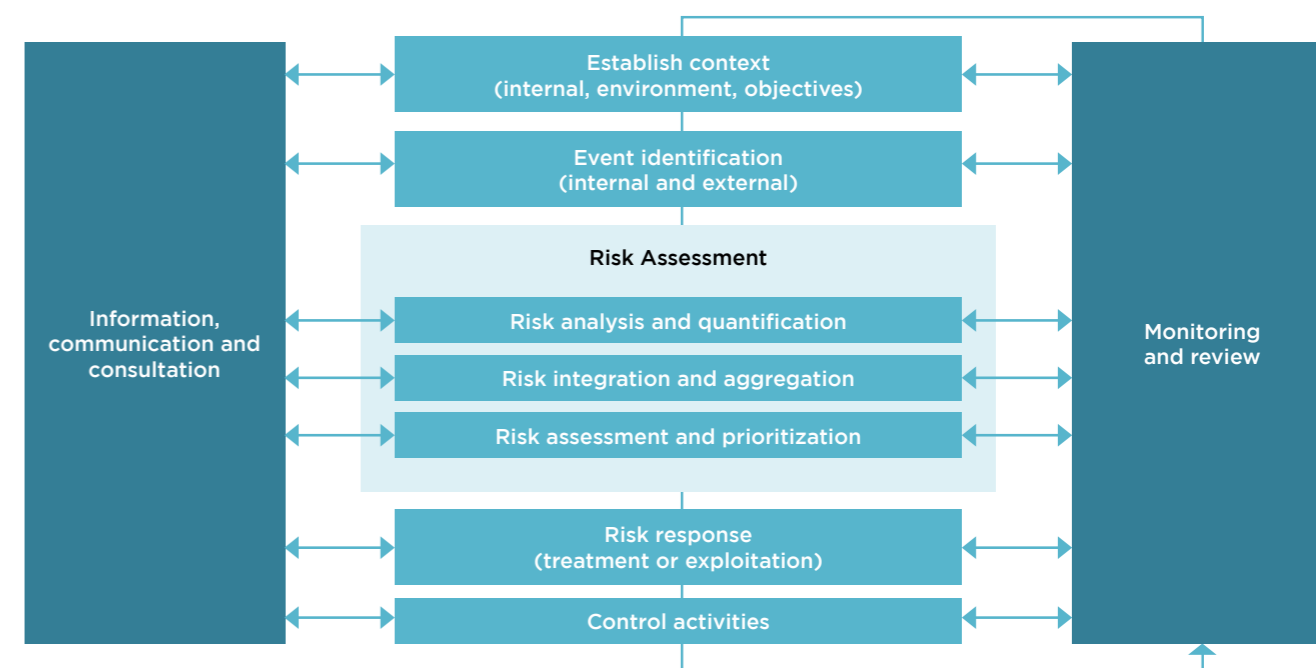 Establish context
(internal, environment, objectives)
Event identification
(internal and external)
Risk Assessment
Risk analysis and quantification
Risk integration and aggregation
Risk assessment and prioritization
Risk response
(treatment or exploitation)
Control activities
Information,
communication and
consultation
Monitoring
and review